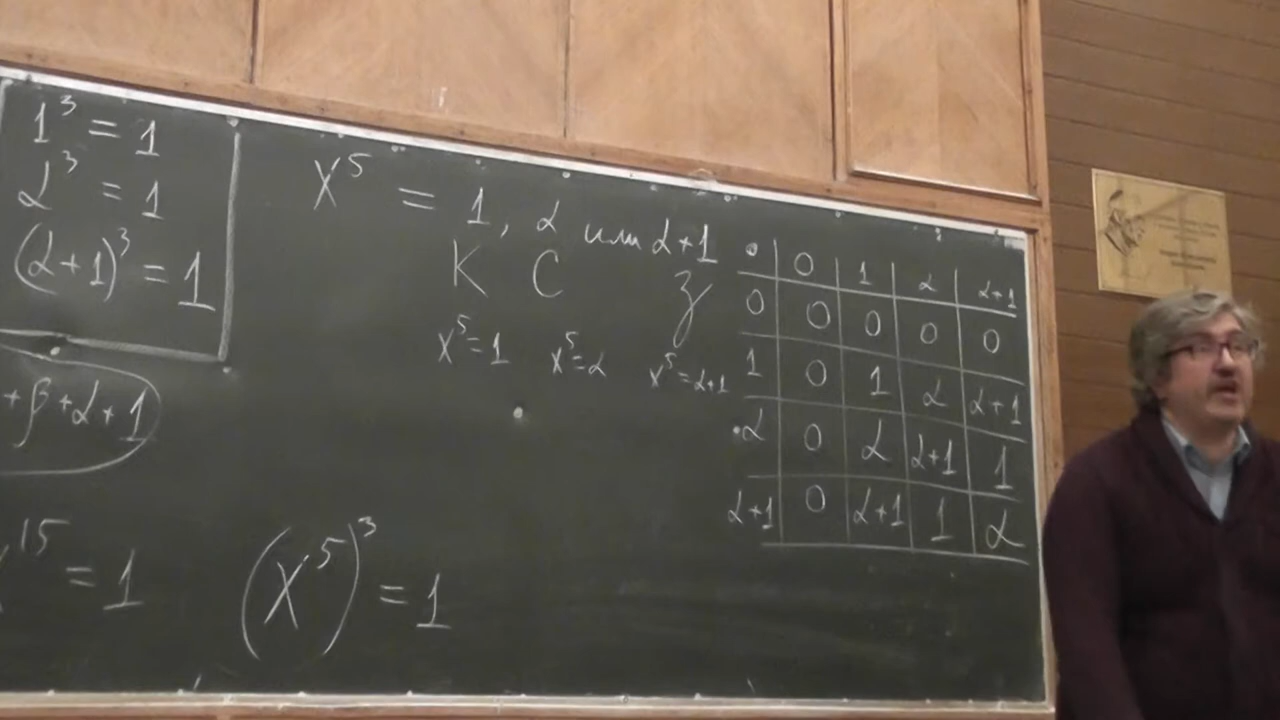 1³ = 1
α³ = 1
(α+1)³ = 1
+β+α+1
x¹⁵ = 1
(x⁵)³ = 1
x⁵ = 1, α или α+1
К С З
x⁵=1 x⁵=α x⁵=α+1
• 0 1 α α+1
0 0 0 0 0
1 0 1 α α+1
α 0 α α+1 1
α+1 0 α+1 1 α